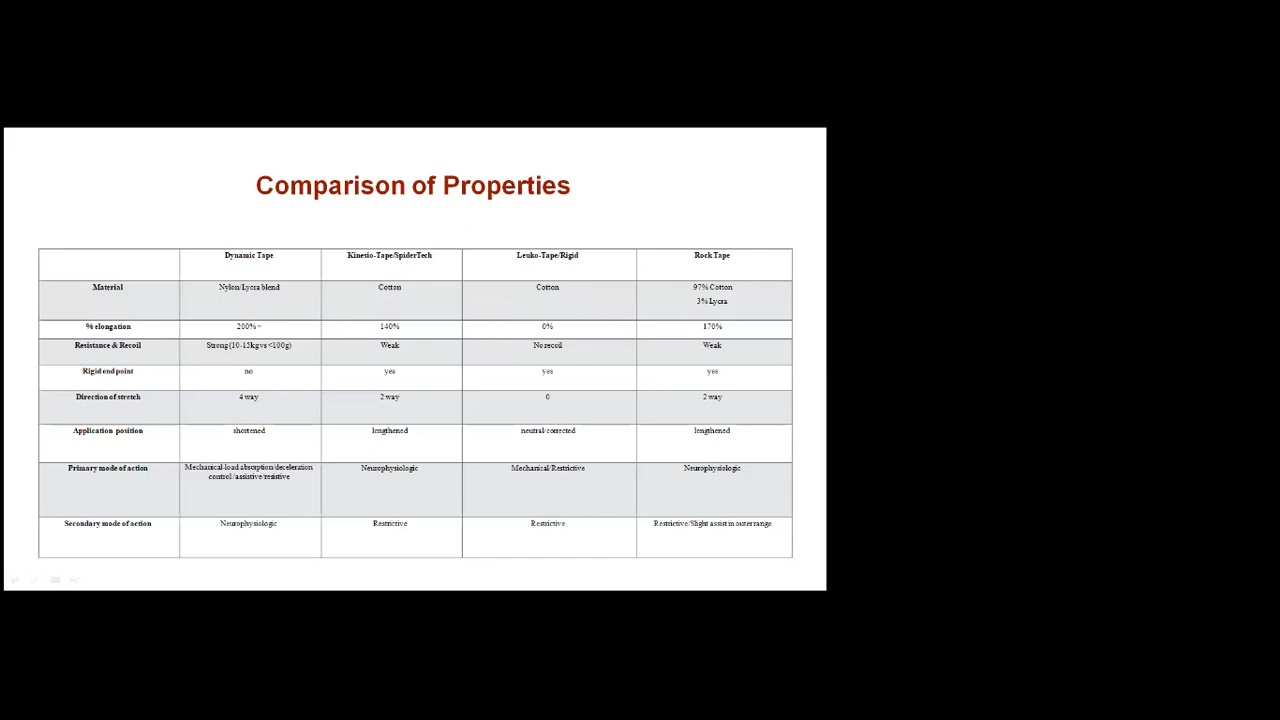 Comparison of Properties
Dynamic Tape Kinesio-Tape/SpiderTech Leuko-Tape/Rigid Rock Tape
Material Nylon/Lycra blend Cotton Cotton 97% Cotton
3% Lycra
% elongation 200% + 140% 0% 170%
Resistance & Recoil Strong (10-15kg vs <100g) Weak No recoil Weak
Rigid end point no yes yes yes
Direction of stretch 4 way 2 way 0 2 way
Application position shortened lengthened neutral/corrected lengthened
Primary mode of action Mechanical-load absorption/deceleration Neurophysiologic Mechanical/Restrictive Neurophysiologic
control/assistive/resistive
Secondary mode of action Neurophysiologic Restrictive Restrictive Restrictive/Slight assist in outer range